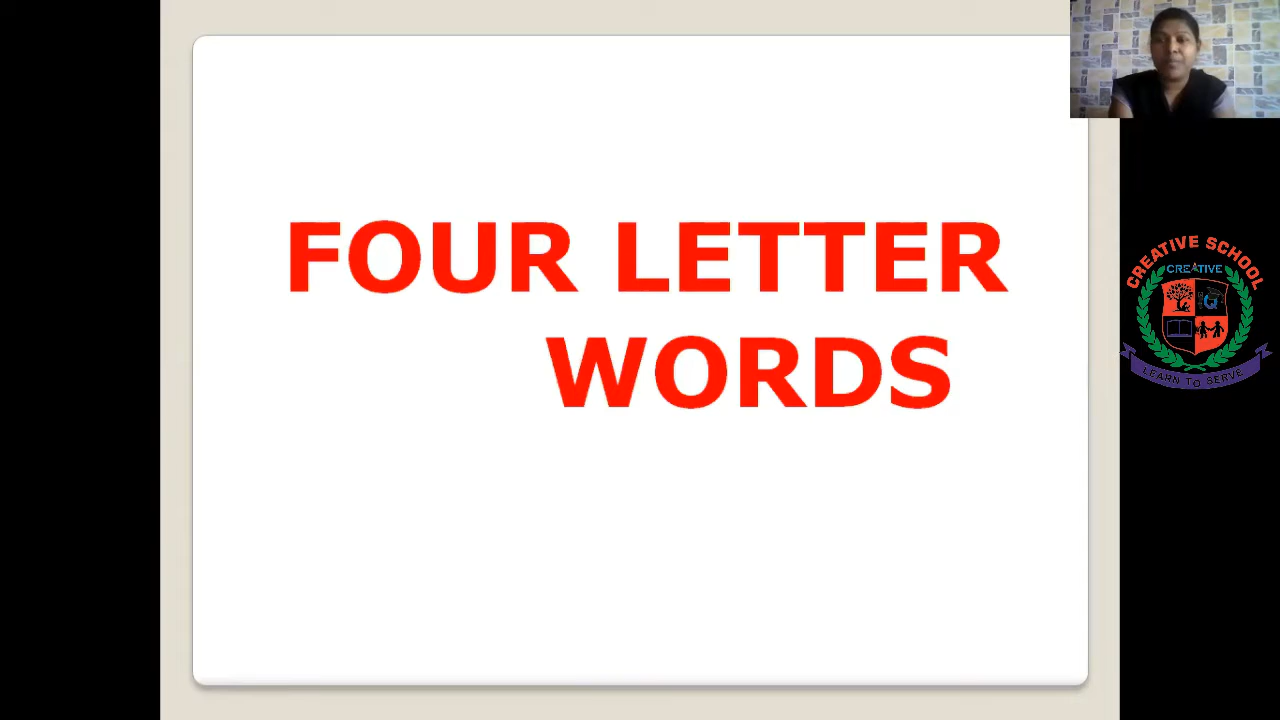 FOUR LETTER
WORDS
CREATIVE SCHOOL
CREATIVE
LEARN TO SERVE